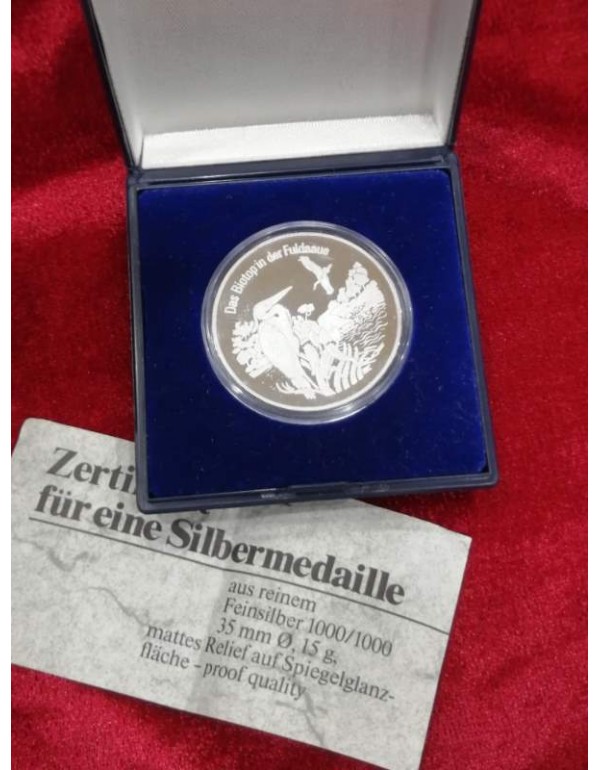 Das Biotop in der Fuldaaue
für eine Silbermedaille
aus reinem
Feinsilber 1000/1000
35 mm Ø, 15 g,
mattes Relief auf Spiegelglanz-
fläche – proof quality